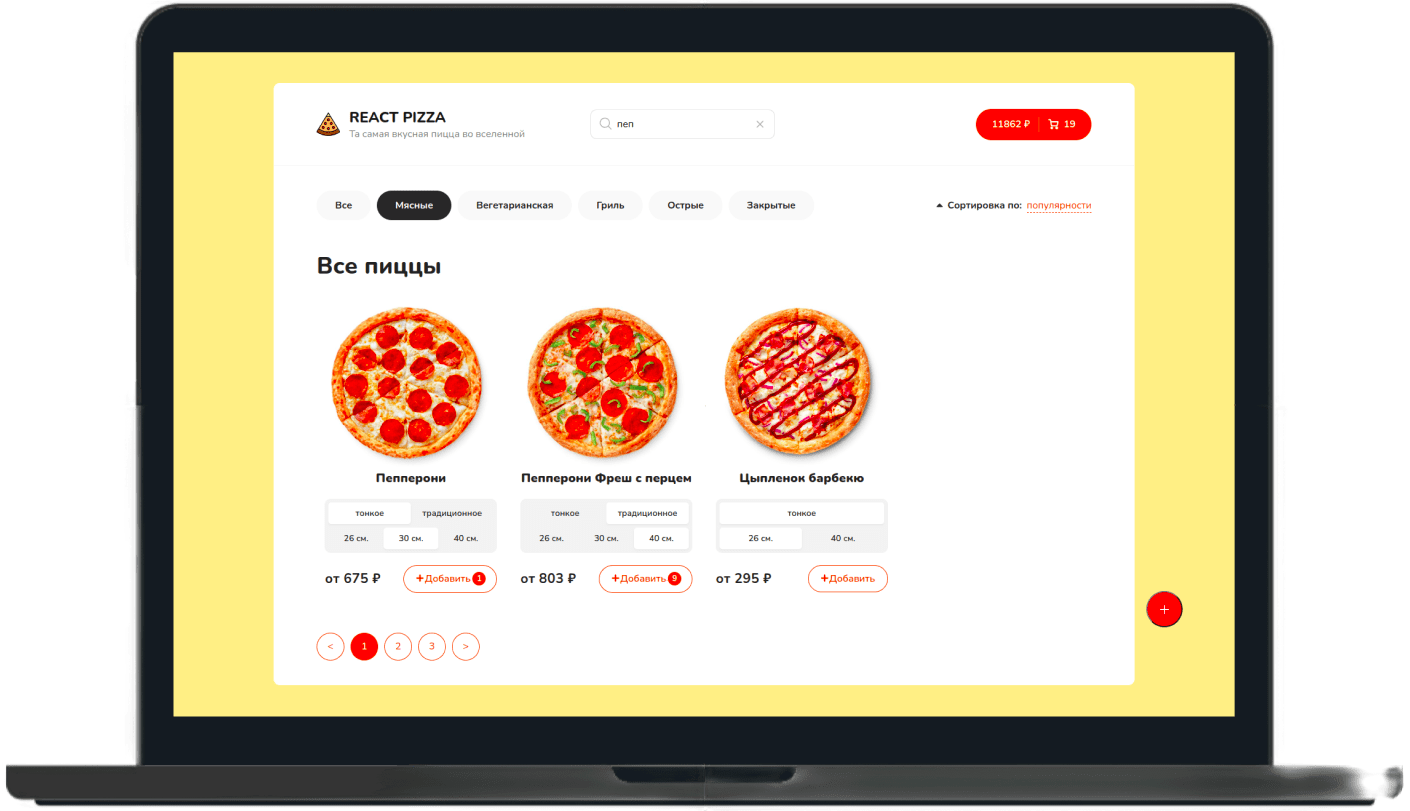 REACT PIZZA
Та самая вкусная пицца во вселенной
пеп
11862 ₽ 19
Все Мясные Вегетарианская Гриль Острые Закрытые Сортировка по: популярности
Все пиццы
Пепперони Пепперони Фреш с перцем Цыпленок барбекю
тонкое традиционное тонкое традиционное тонкое
26 см. 30 см. 40 см. 26 см. 30 см. 40 см. 26 см. 40 см.
от 675 ₽ +Добавить 1 от 803 ₽ +Добавить 9 от 295 ₽ +Добавить
+
< 1 2 3 >